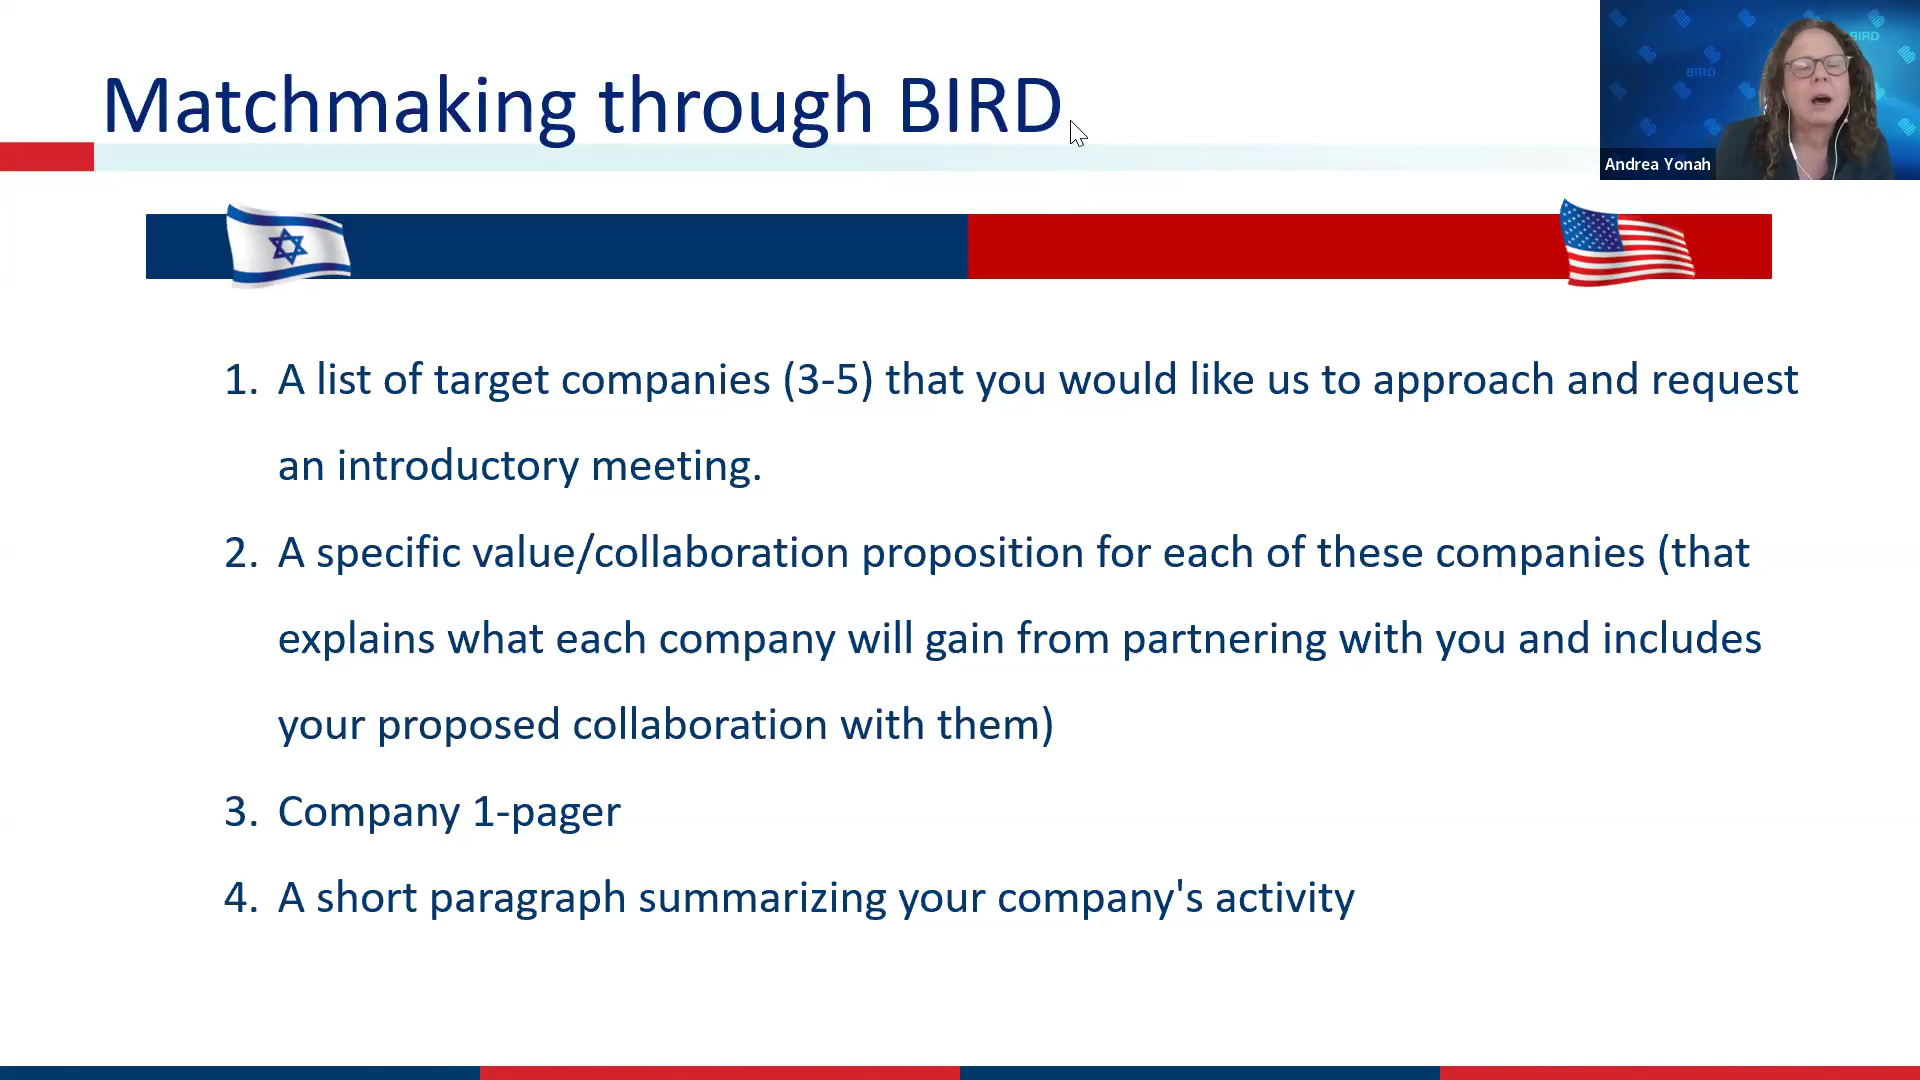 Matchmaking through BIRD
BIRD
BIRD
Andrea Yonah
1. A list of target companies (3-5) that you would like us to approach and request
an introductory meeting.
2. A specific value/collaboration proposition for each of these companies (that
explains what each company will gain from partnering with you and includes
your proposed collaboration with them)
3. Company 1-pager
4. A short paragraph summarizing your company's activity